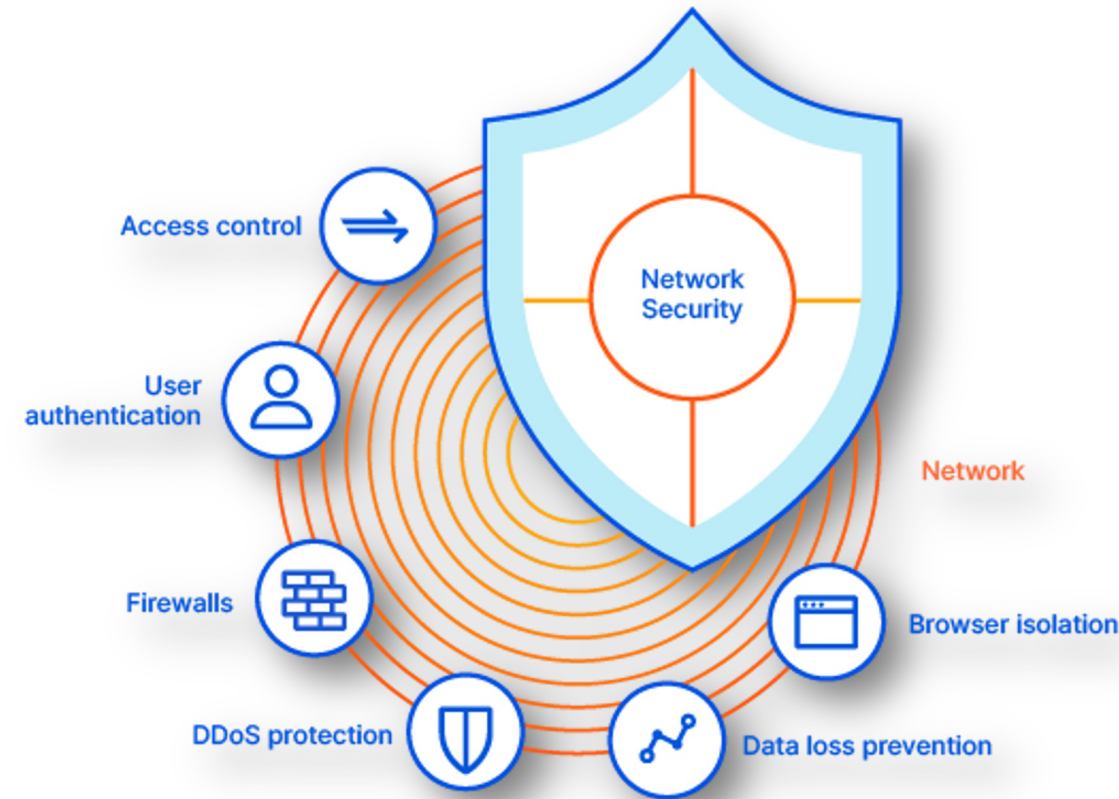 Network
Security
Access control
User
authentication
Network
Firewalls
Browser isolation
DDoS protection
Data loss prevention